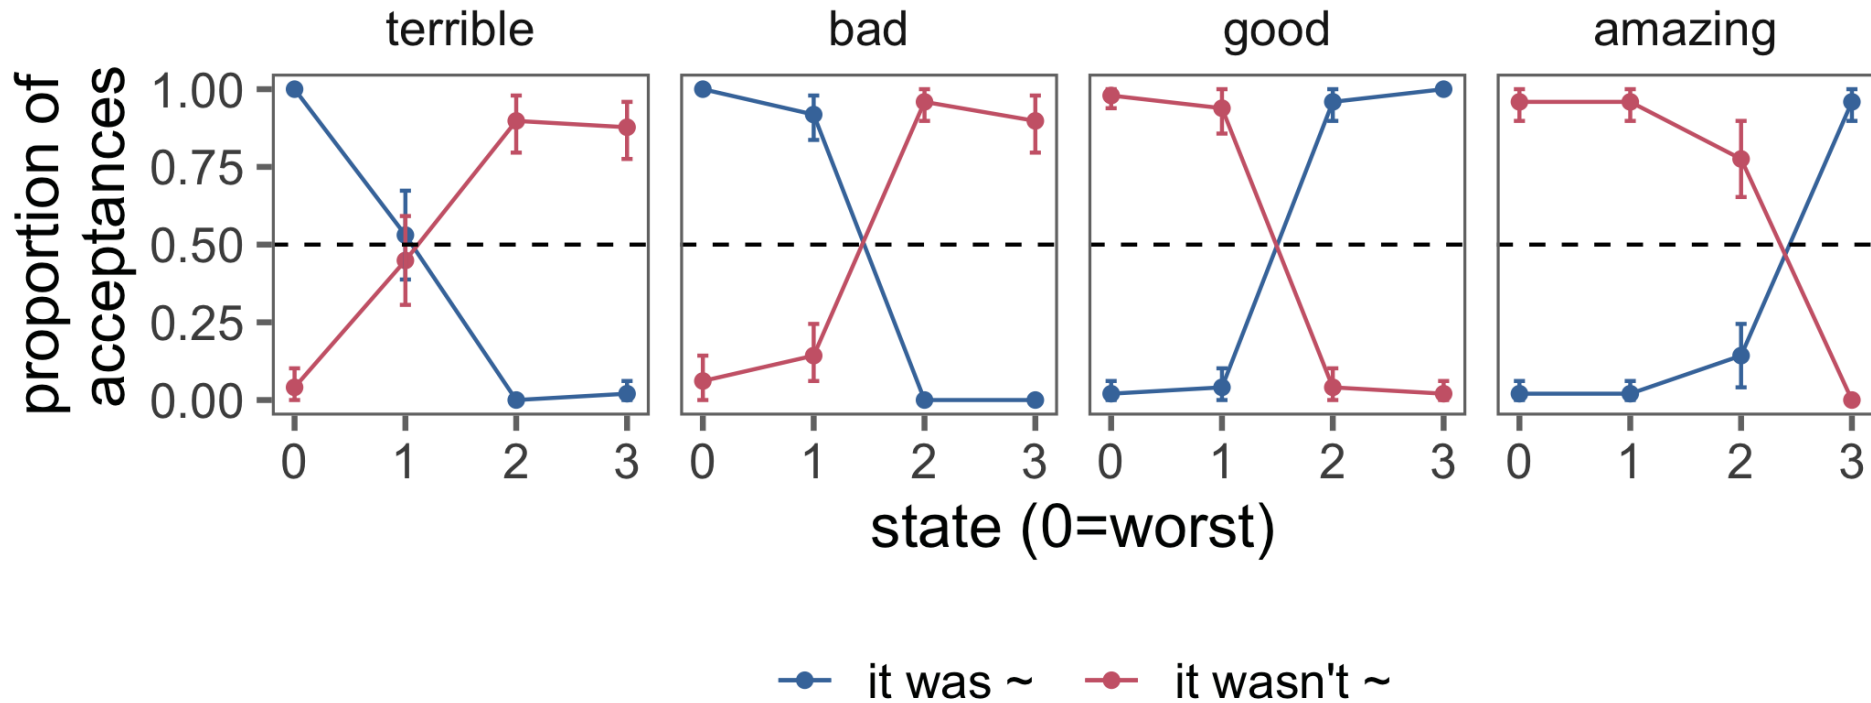 terrible bad good amazing
proportion of
acceptances
1.00
0.75
0.50
0.25
0.00
0 1 2 3 0 1 2 3 0 1 2 3 0 1 2 3
state (0=worst)
it was ~ it wasn't ~